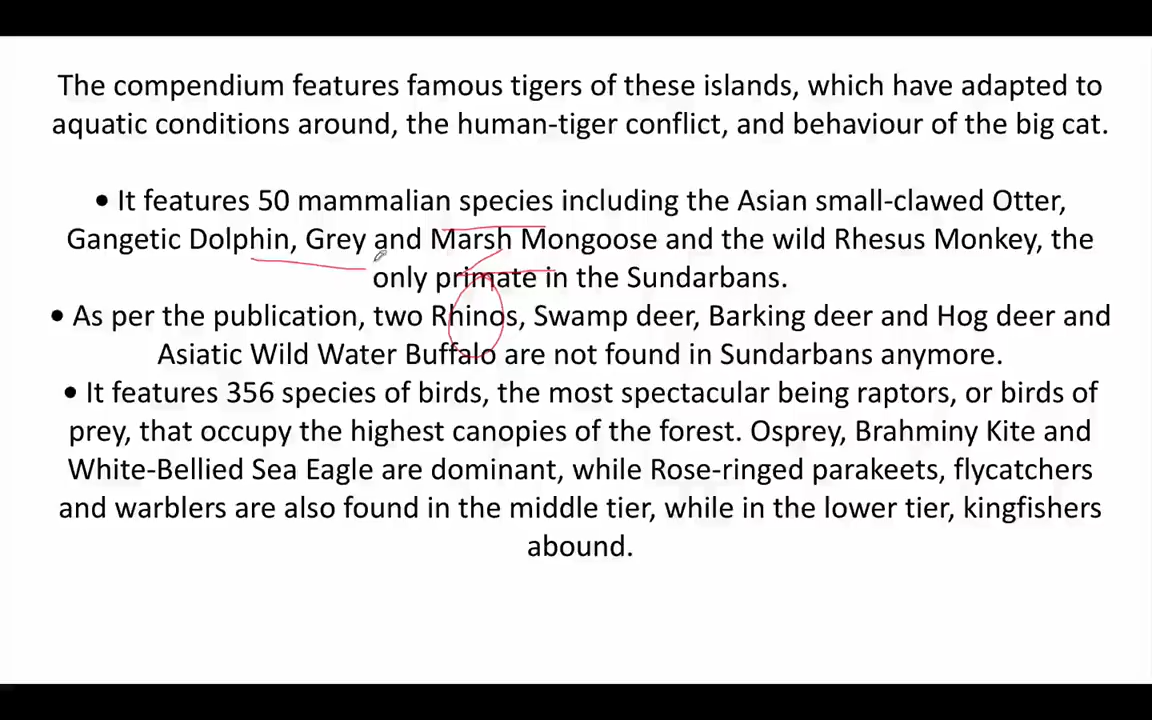 The compendium features famous tigers of these islands, which have adapted to
aquatic conditions around, the human-tiger conflict, and behaviour of the big cat.
• It features 50 mammalian species including the Asian small-clawed Otter,
Gangetic Dolphin, Grey and Marsh Mongoose and the wild Rhesus Monkey, the
only primate in the Sundarbans.
• As per the publication, two Rhinos, Swamp deer, Barking deer and Hog deer and
Asiatic Wild Water Buffalo are not found in Sundarbans anymore.
• It features 356 species of birds, the most spectacular being raptors, or birds of
prey, that occupy the highest canopies of the forest. Osprey, Brahminy Kite and
White-Bellied Sea Eagle are dominant, while Rose-ringed parakeets, flycatchers
and warblers are also found in the middle tier, while in the lower tier, kingfishers
abound.